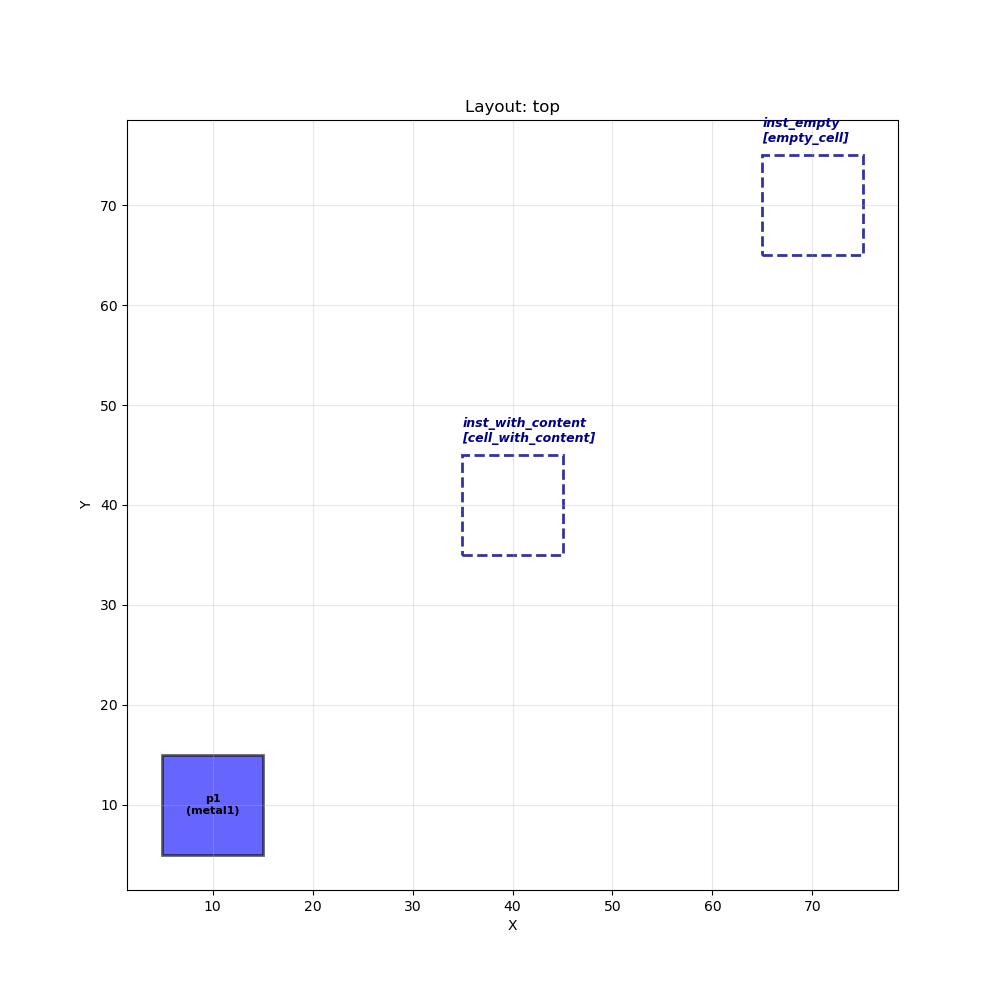 Layout: top
inst_empty
[empty_cell]
70
60
50
inst_with_content
[cell_with_content]
Y
40
30
20
p1
(metal1)
10
10
20
30
40
50
60
70
X